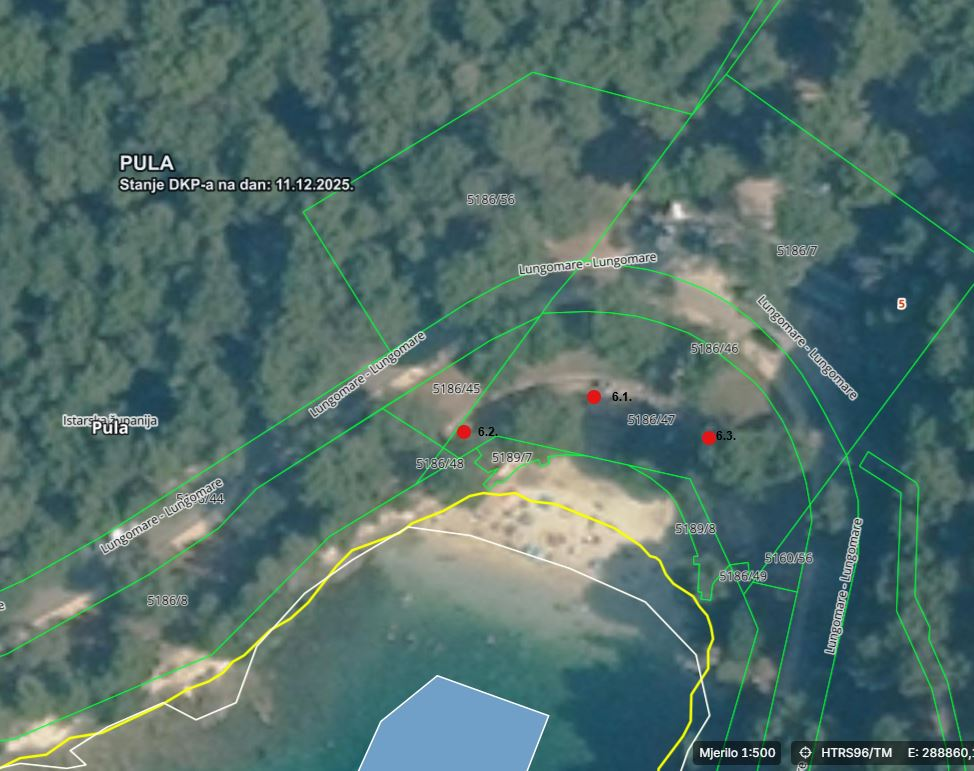 PULA
Stanje DKP-a na dan: 11.12.2025.
5186/56
5186/7
Lungomare - Lungomare
5
Lungomare - Lungomare
5186/46
Lungomare - Lungomare
5186/45
6.1.
5186/47
Istarska županija
Pula
6.2.
6.3.
5189/7
5186/48
Lungomare - Lungomare
5189/8
5160/56
5186/49
Lungomare - Lungomare
5186/8
Mjerilo 1:500
HTRS96/TM
E: 288860,